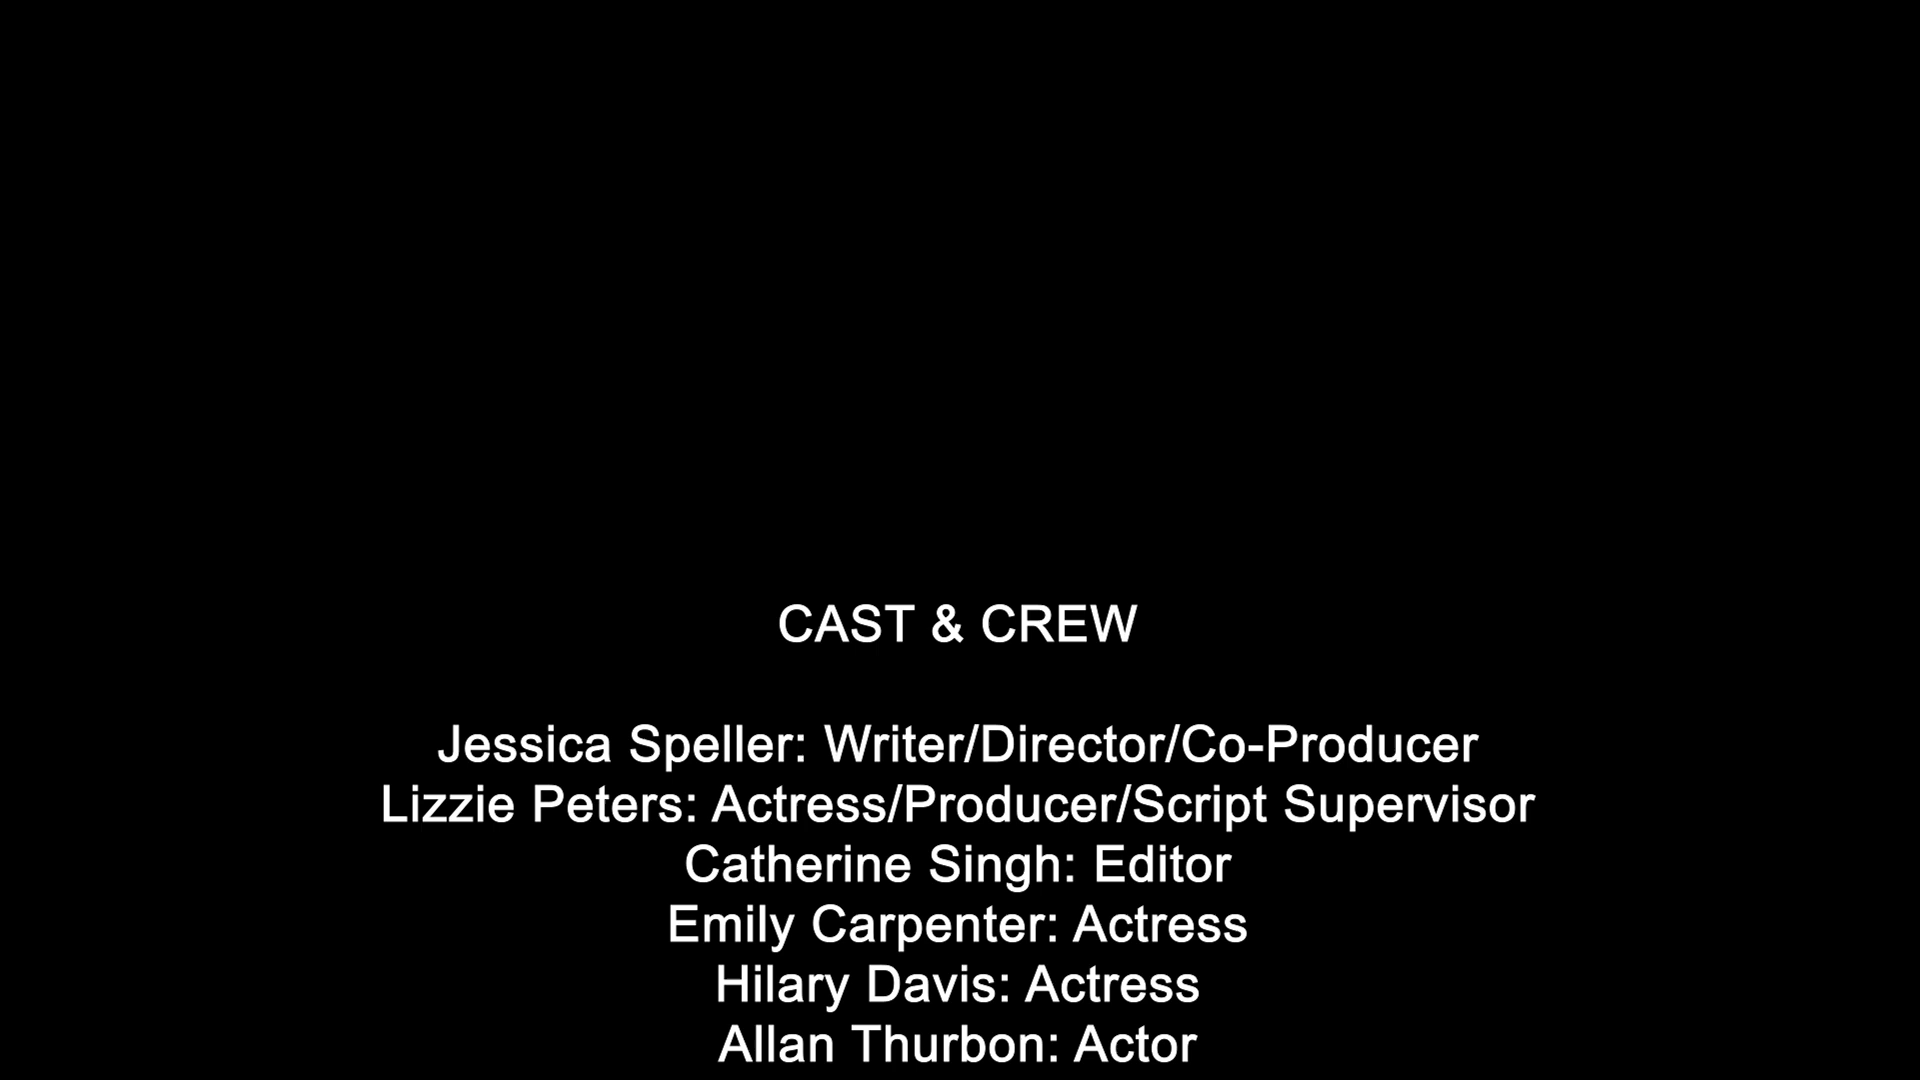 CAST & CREW
Jessica Speller: Writer/Director/Co-Producer
Lizzie Peters: Actress/Producer/Script Supervisor
Catherine Singh: Editor
Emily Carpenter: Actress
Hilary Davis: Actress
Allan Thurbon: Actor